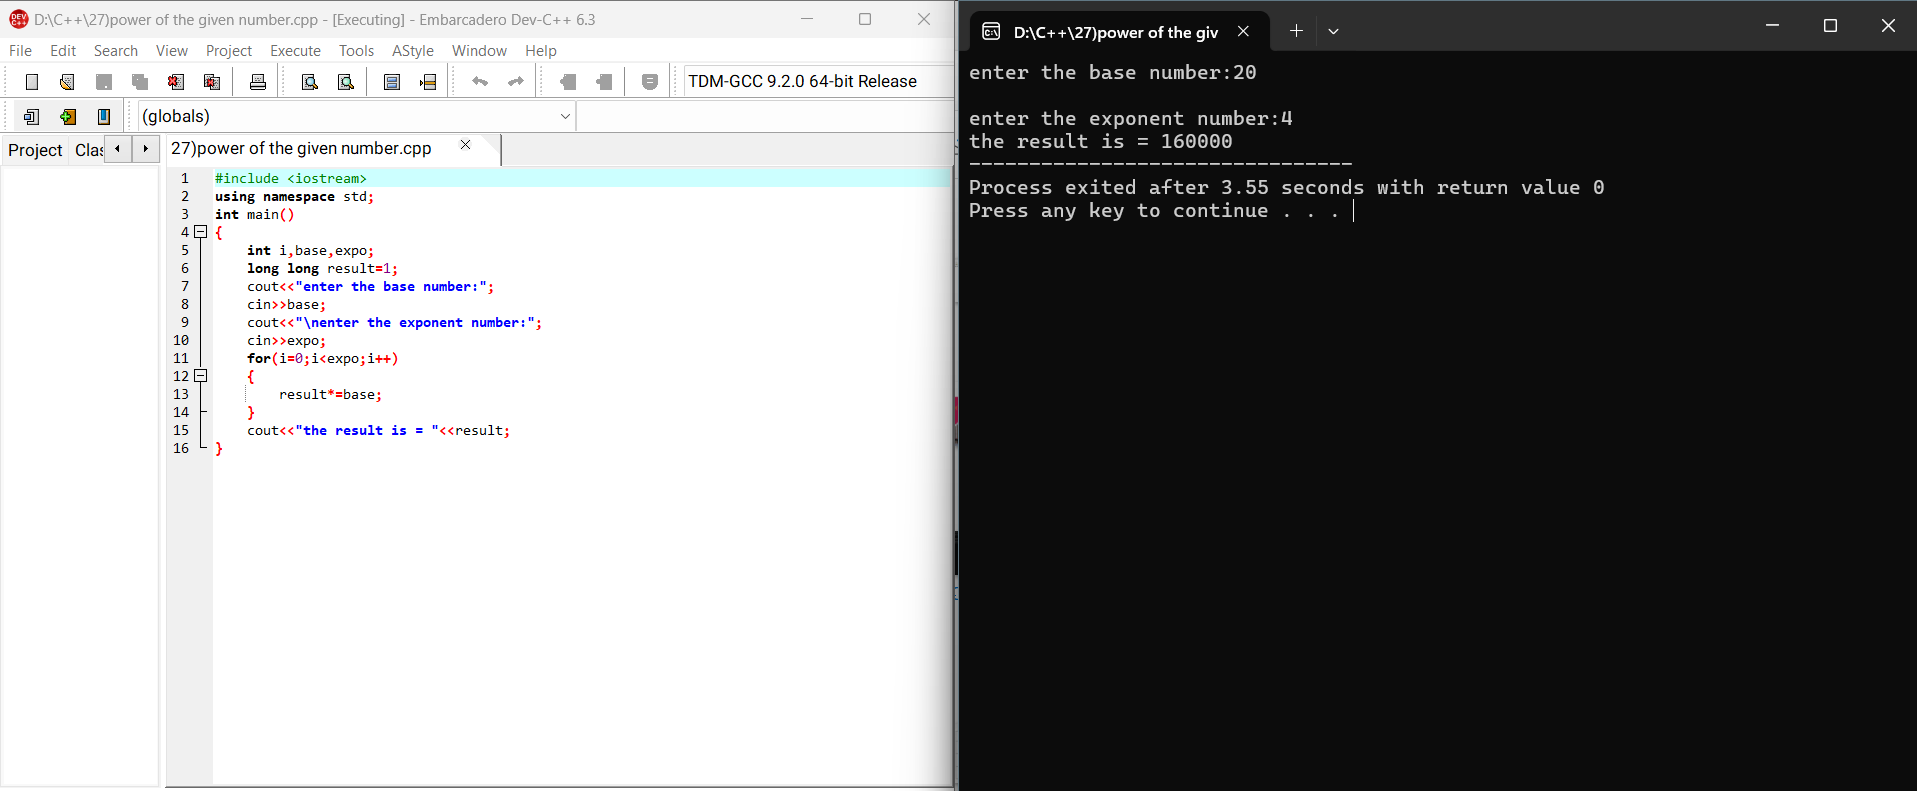 D:\C++\27)power of the given number.cpp - [Executing] - Embarcadero Dev-C++ 6.3
File Edit Search View Project Execute Tools AStyle Window Help
TDM-GCC 9.2.0 64-bit Release
(globals)
Project Clas
27)power of the given number.cpp
1 #include <iostream>
2 using namespace std;
3 int main()
4 {
5 int i,base,expo;
6 long long result=1;
7 cout<<"enter the base number:";
8 cin>>base;
9 cout<<"\nenter the exponent number:";
10 cin>>expo;
11 for(i=0;i<expo;i++)
12 {
13 result*=base;
14 }
15 cout<<"the result is = "<<result;
16 }
D:\C++\27)power of the giv
enter the base number:20
enter the exponent number:4
the result is = 160000
--------------------------------
Process exited after 3.55 seconds with return value 0
Press any key to continue . . .